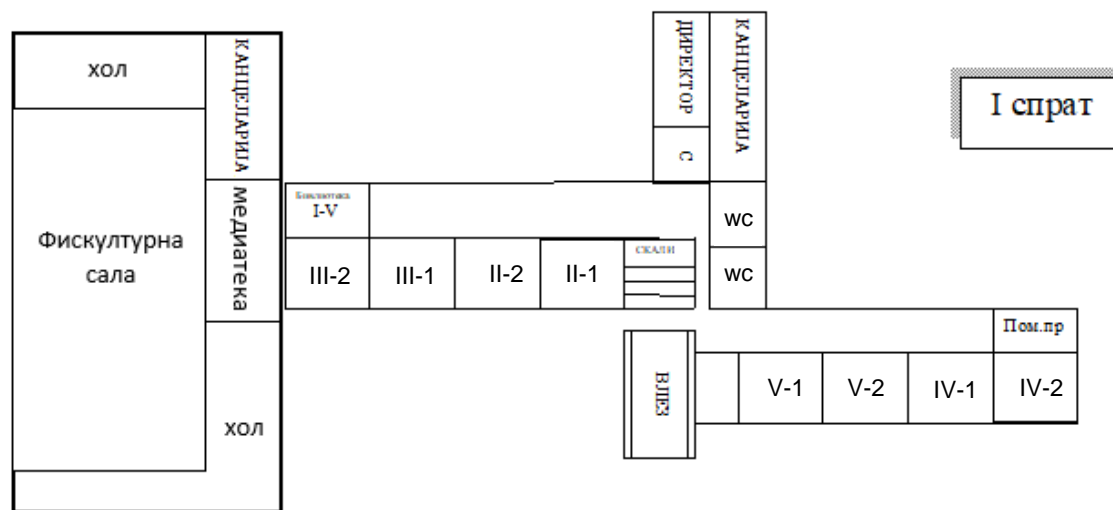 хол
КАНЦЕЛАРИЈА
ДИРЕКТОР
КАНЦЕЛАРИЈА
I спрат
С
Фискултурна
сала
медиатека
Библиотека
I-V
wc
III-2
III-1
II-2
II-1
СКАЛИ
wc
Пом.пр
ВЛЕЗ
V-1
V-2
IV-1
IV-2
хол